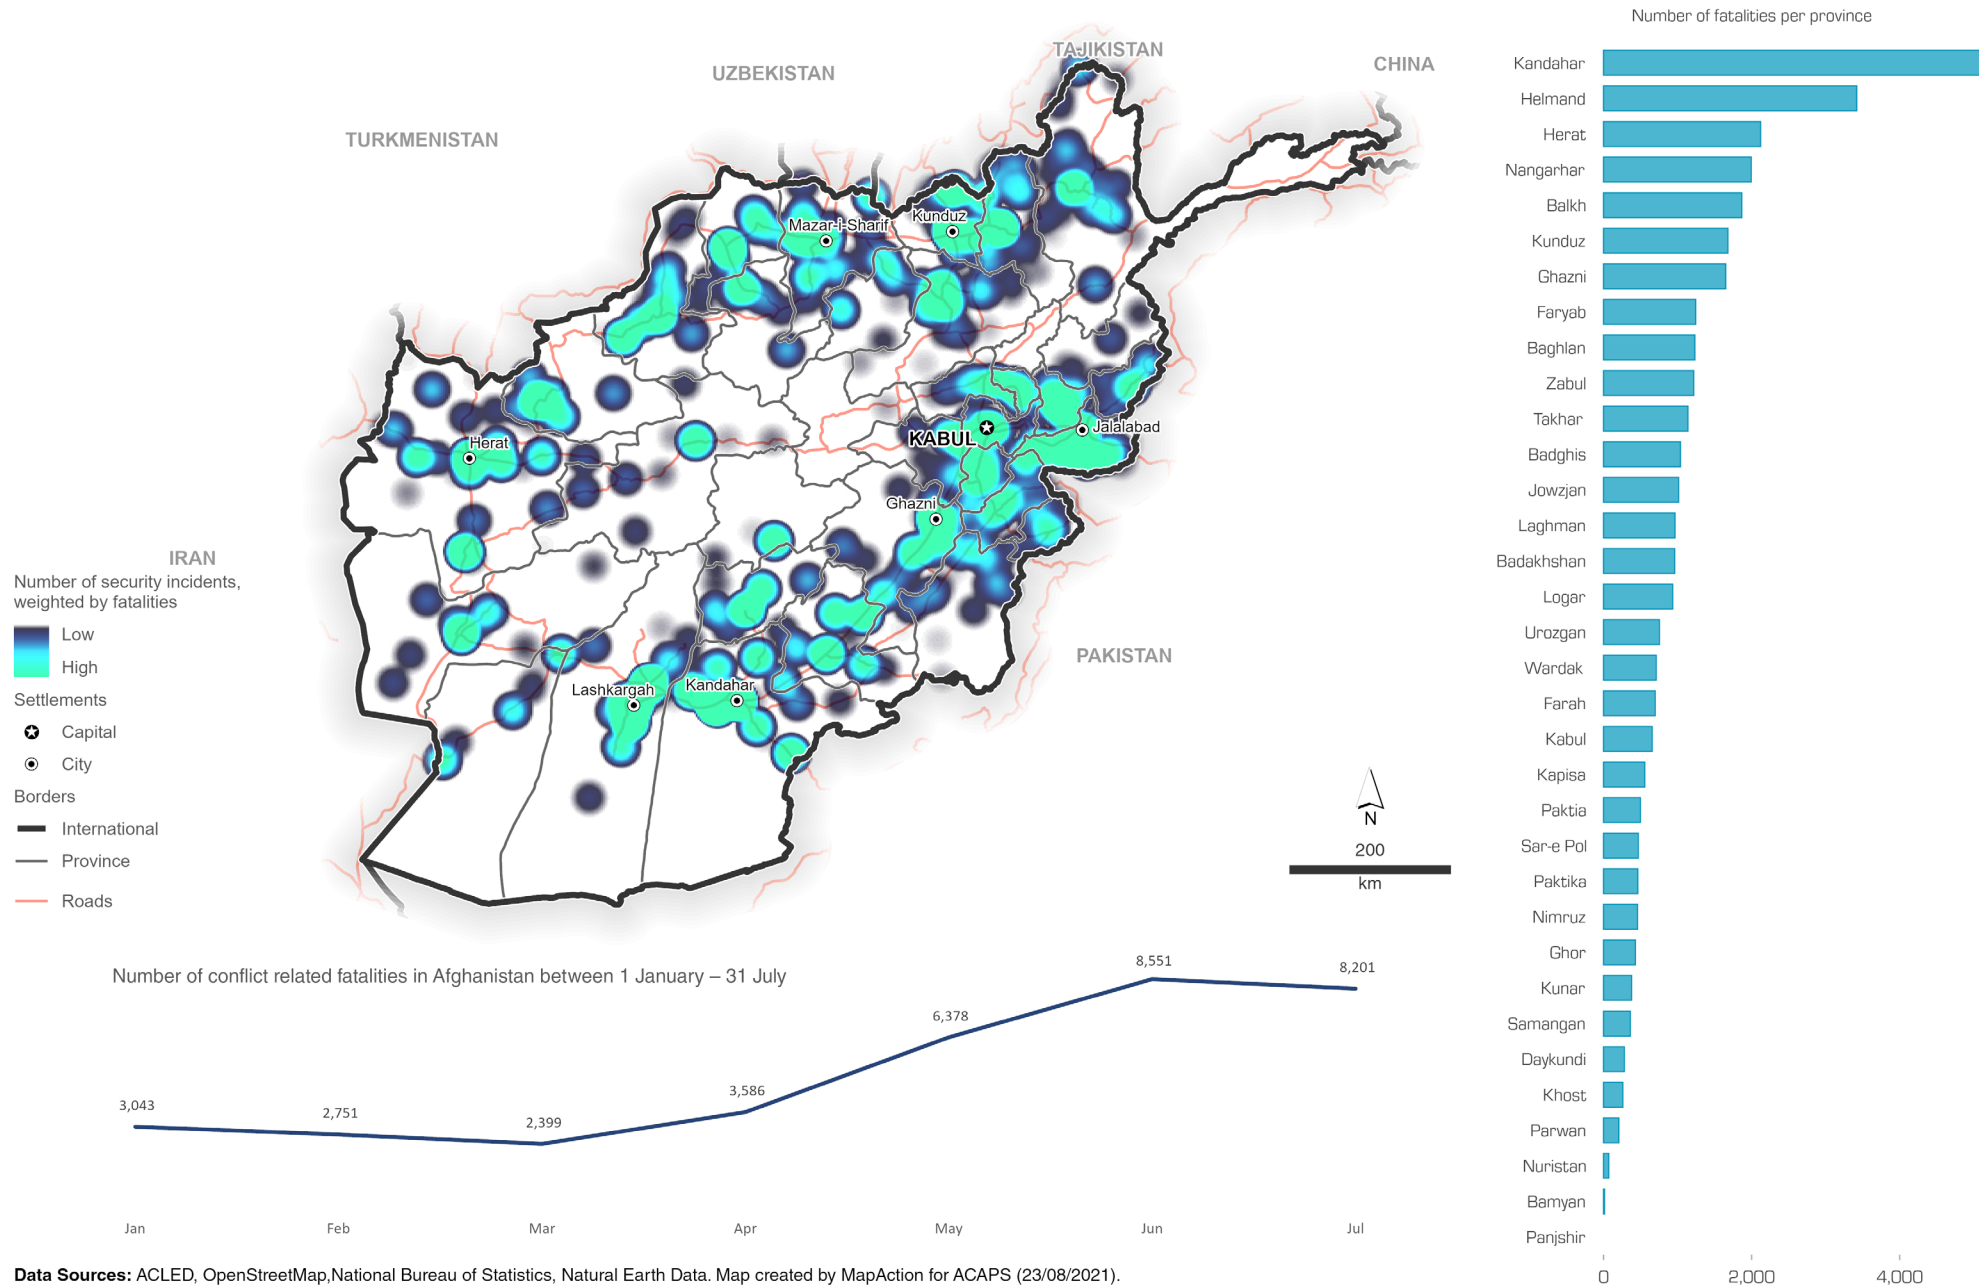 Number of fatalities per province
TAJIKISTAN
UZBEKISTAN
CHINA
TURKMENISTAN
Kunduz
Mazar-i-Sharif
Herat
KABUL
Jalalabad
Ghazni
IRAN
PAKISTAN
Lashkargah
Kandahar
Number of security incidents,
weighted by fatalities
Low
High
Settlements
Capital
City
Borders
International
Province
Roads
N
200
km
Number of conflict related fatalities in Afghanistan between 1 January – 31 July
3,043
2,751
2,399
3,586
6,378
8,551
8,201
Jan
Feb
Mar
Apr
May
Jun
Jul
Kandahar
Helmand
Herat
Nangarhar
Balkh
Kunduz
Ghazni
Faryab
Baghlan
Zabul
Takhar
Badghis
Jowzjan
Laghman
Badakhshan
Logar
Urozgan
Wardak
Farah
Kabul
Kapisa
Paktia
Sar-e Pol
Paktika
Nimruz
Ghor
Kunar
Samangan
Daykundi
Khost
Parwan
Nuristan
Bamyan
Panjshir
0
2,000
4,000
Data Sources: ACLED, OpenStreetMap,National Bureau of Statistics, Natural Earth Data. Map created by MapAction for ACAPS (23/08/2021).